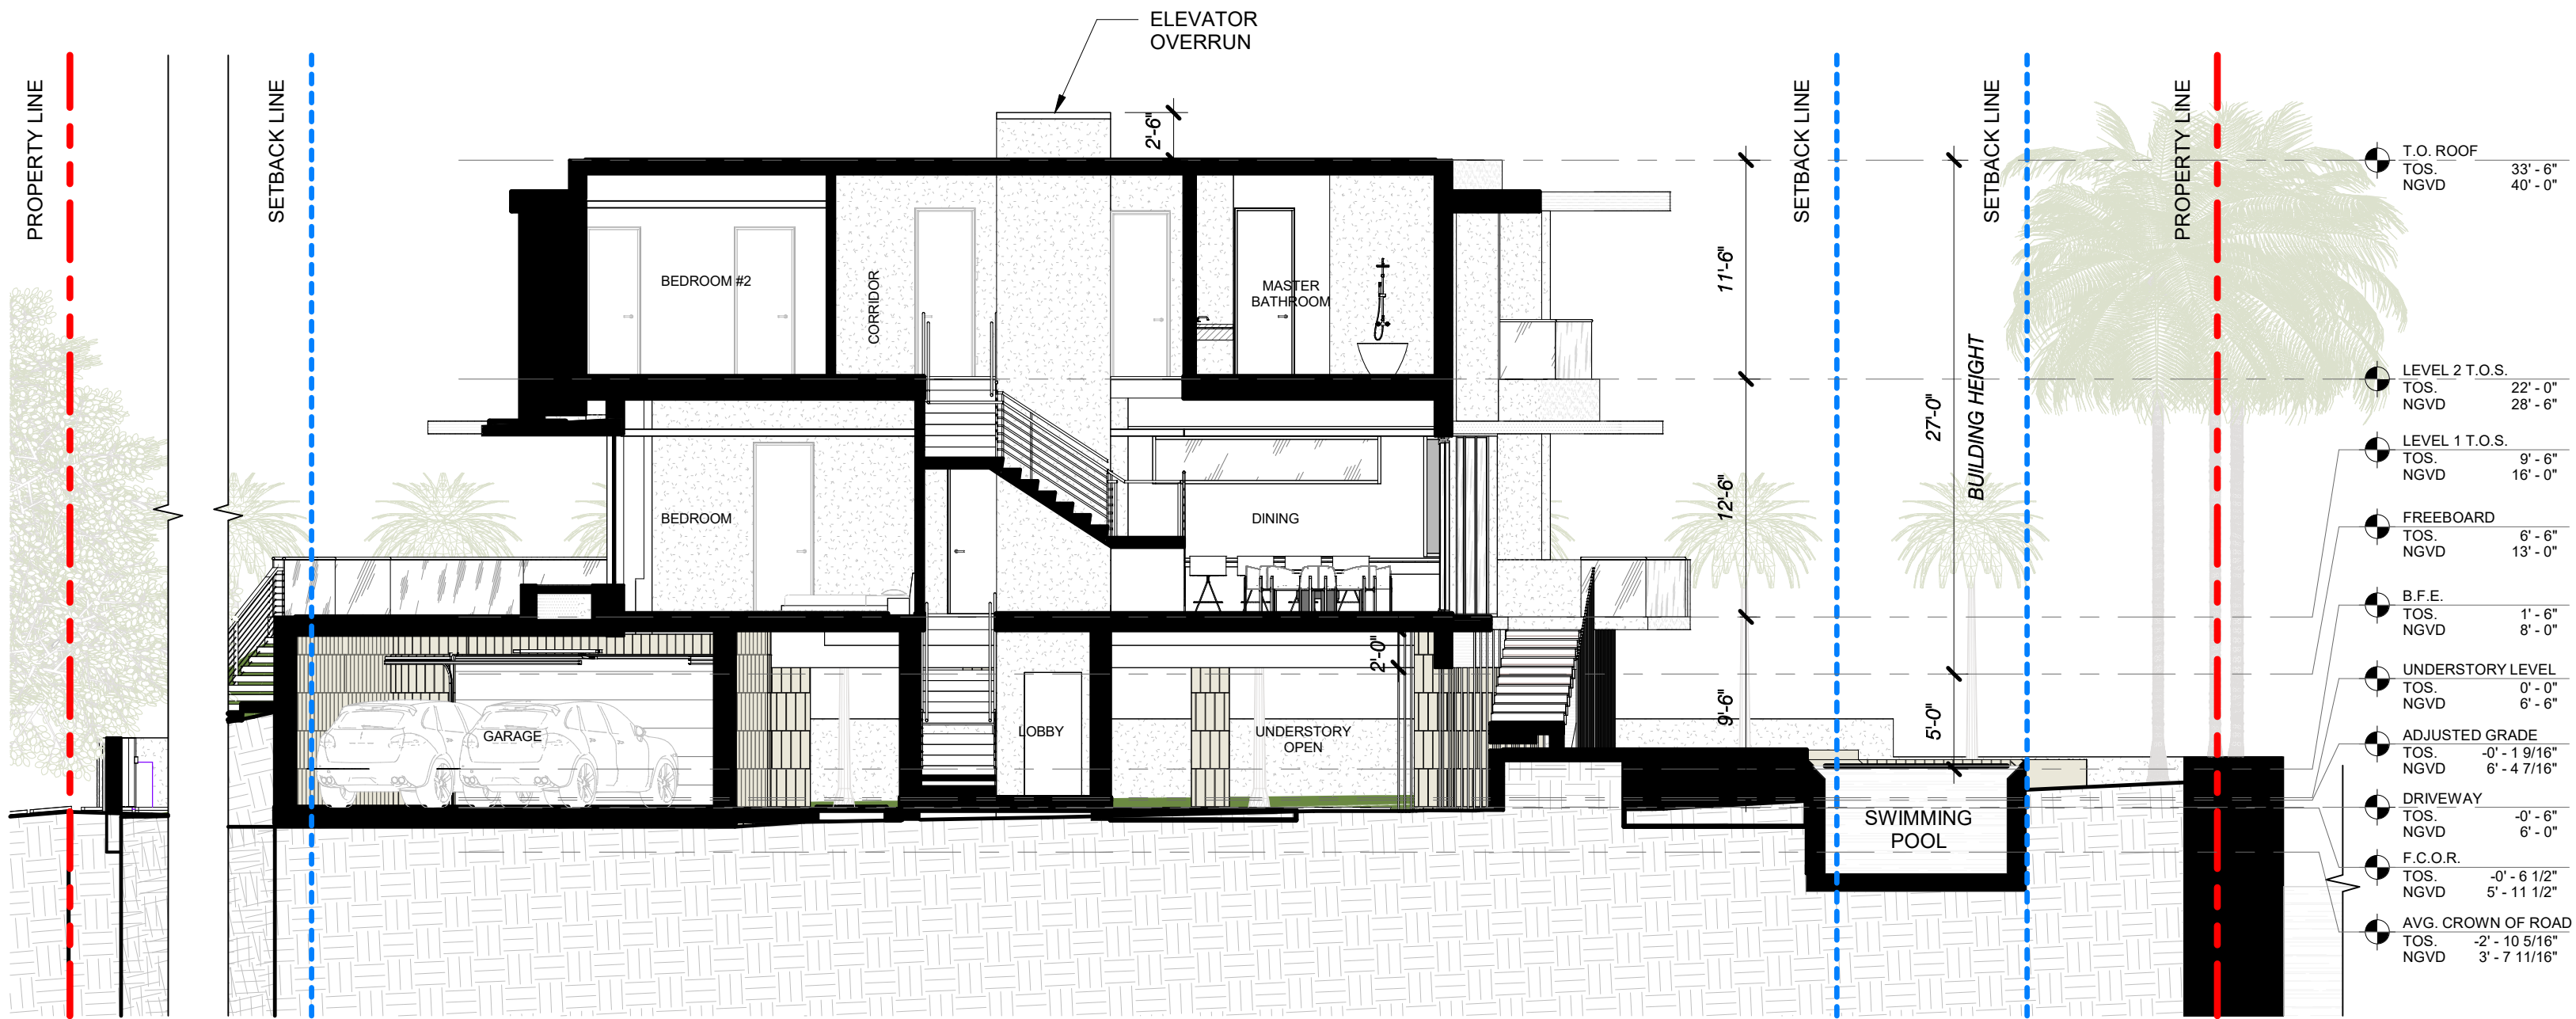 ELEVATOR
OVERRUN
PROPERTY LINE
SETBACK LINE
SETBACK LINE
SETBACK LINE
PROPERTY LINE
2'-6"
BEDROOM #2
CORRIDOR
MASTER
BATHROOM
11'-6"
27'-0"
BUILDING HEIGHT
BEDROOM
DINING
12'-6"
2'-0"
GARAGE
LOBBY
UNDERSTORY
OPEN
9'-6"
5'-0"
SWIMMING
POOL
T.O. ROOF
TOS. 33' - 6"
NGVD 40' - 0"
LEVEL 2 T.O.S.
TOS. 22' - 0"
NGVD 28' - 6"
LEVEL 1 T.O.S.
TOS. 9' - 6"
NGVD 16' - 0"
FREEBOARD
TOS. 6' - 6"
NGVD 13' - 0"
B.F.E.
TOS. 1' - 6"
NGVD 8' - 0"
UNDERSTORY LEVEL
TOS. 0' - 0"
NGVD 6' - 6"
ADJUSTED GRADE
TOS. -0' - 1 9/16"
NGVD 6' - 4 7/16"
DRIVEWAY
TOS. -0' - 6"
NGVD 6' - 0"
F.C.O.R.
TOS. -0' - 6 1/2"
NGVD 5' - 11 1/2"
AVG. CROWN OF ROAD
TOS. -2' - 10 5/16"
NGVD 3' - 7 11/16"